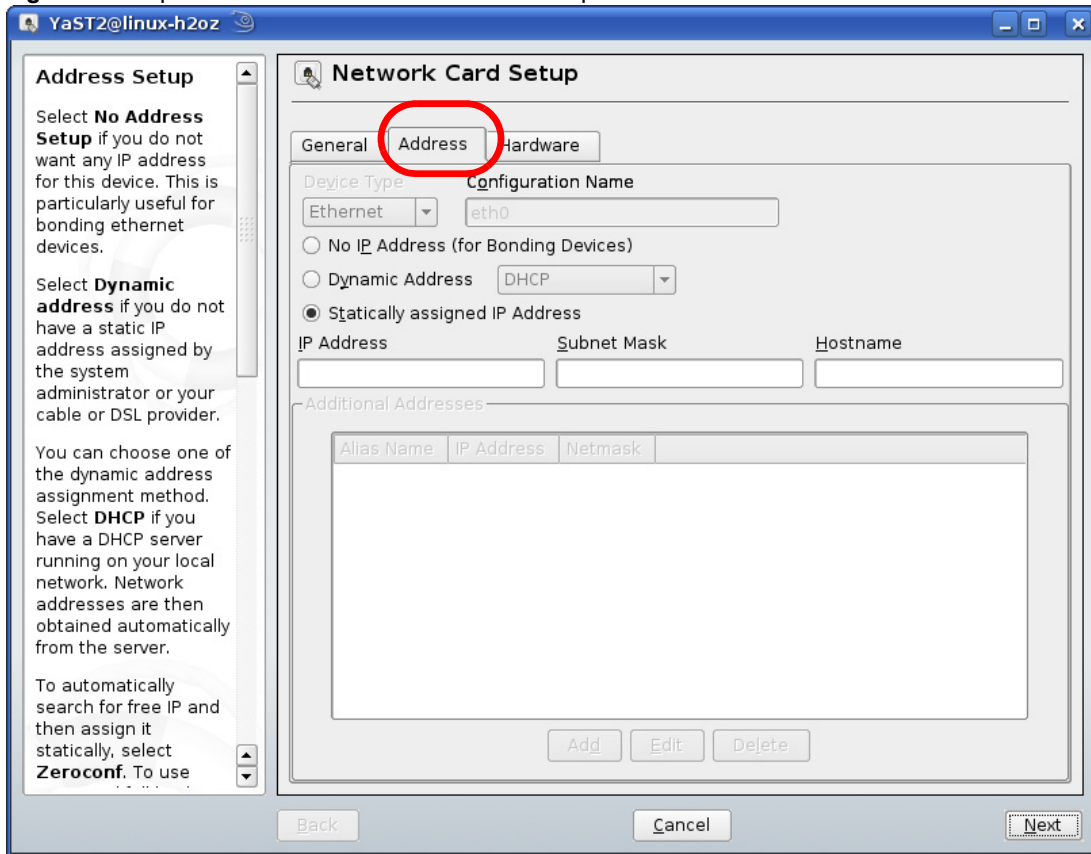 YaST2@linux-h2oz
Address Setup
Select No Address
Setup if you do not
want any IP address
for this device. This is
particularly useful for
bonding ethernet
devices.
Select Dynamic
address if you do not
have a static IP
address assigned by
the system
administrator or your
cable or DSL provider.
You can choose one of
the dynamic address
assignment method.
Select DHCP if you
have a DHCP server
running on your local
network. Network
addresses are then
obtained automatically
from the server.
To automatically
search for free IP and
then assign it
statically, select
Zeroconf. To use
Network Card Setup
General Address Hardware
Device Type Configuration Name
Ethernet eth0
No IP Address (for Bonding Devices)
Dynamic Address DHCP
Statically assigned IP Address
IP Address Subnet Mask Hostname
Additional Addresses
Alias Name IP Address Netmask
Add Edit Delete
Back Cancel Next